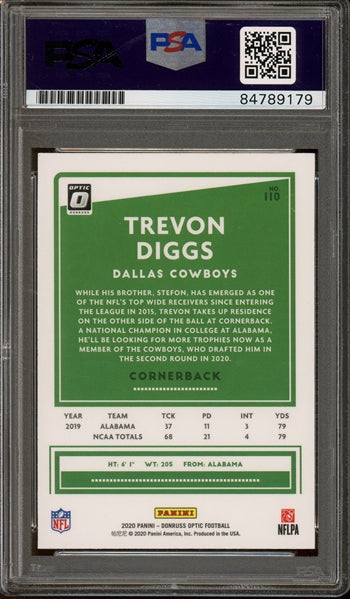 PSA
PSA
84789179
OPTIC
DONRUSS
NO.
110
TREVON
DIGGS
DALLAS COWBOYS
WHILE HIS BROTHER, STEFON, HAS EMERGED AS ONE
OF THE NFL'S TOP WIDE RECEIVERS SINCE ENTERING
THE LEAGUE IN 2015, TREVON TAKES UP RESIDENCE
ON THE OTHER SIDE OF THE BALL AT CORNERBACK.
A NATIONAL CHAMPION IN COLLEGE AT ALABAMA,
HE'LL BE LOOKING FOR MORE TROPHIES NOW AS A
MEMBER OF THE COWBOYS, WHO DRAFTED HIM IN
THE SECOND ROUND IN 2020.
CORNERBACK
YEAR TEAM TCK PD INT YDS
2019 ALABAMA 37 11 3 79
NCAA TOTALS 68 21 4 79
HT: 6' 1" WT: 205 FROM: ALABAMA
NFL
PANINI
NFLPA
2020 PANINI – DONRUSS OPTIC FOOTBALL
帕尼尼 © 2020 Panini America, Inc. Produced in the USA.